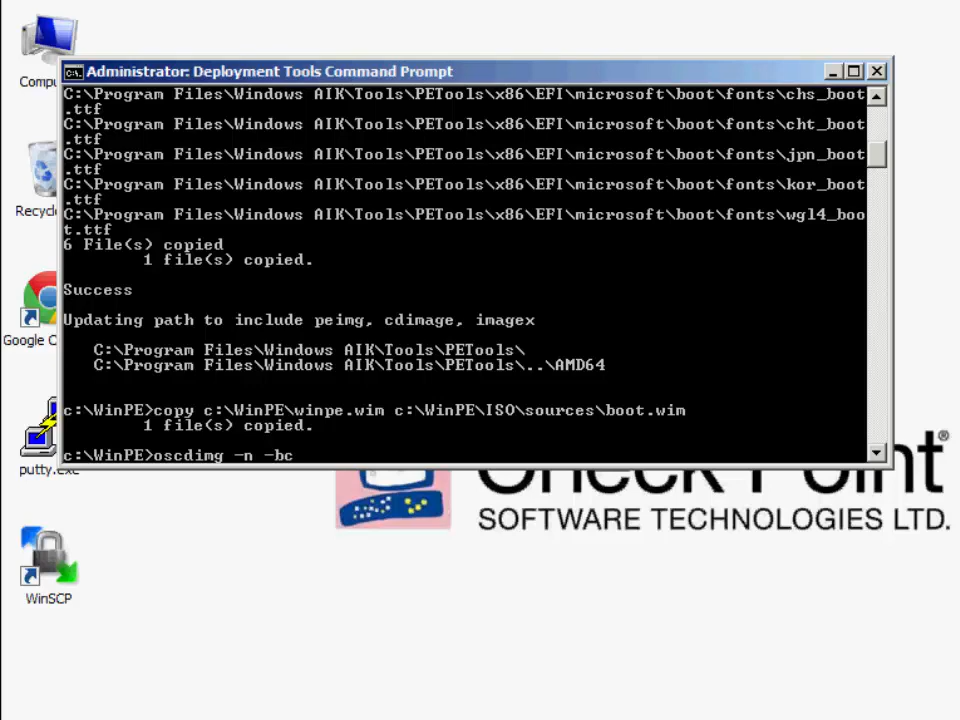 Compu
Administrator: Deployment Tools Command Prompt
C:\Program Files\Windows AIK\Tools\PETools\x86\EFI\microsoft\boot\fonts\chs_boot
.ttf
C:\Program Files\Windows AIK\Tools\PETools\x86\EFI\microsoft\boot\fonts\cht_boot
.ttf
C:\Program Files\Windows AIK\Tools\PETools\x86\EFI\microsoft\boot\fonts\jpn_boot
.ttf
C:\Program Files\Windows AIK\Tools\PETools\x86\EFI\microsoft\boot\fonts\kor_boot
.ttf
C:\Program Files\Windows AIK\Tools\PETools\x86\EFI\microsoft\boot\fonts\wgl4_boo
t.ttf
6 File(s) copied
1 file(s) copied.
Success
Updating path to include peimg, cdimage, imagex
C:\Program Files\Windows AIK\Tools\PETools\
C:\Program Files\Windows AIK\Tools\PETools\..\AMD64
c:\WinPE>copy c:\WinPE\winpe.wim c:\WinPE\ISO\sources\boot.wim
1 file(s) copied.
c:\WinPE>oscdimg -n -bc
Recycle
Google C
putty.exe
WinSCP
Check Point®
SOFTWARE TECHNOLOGIES LTD.